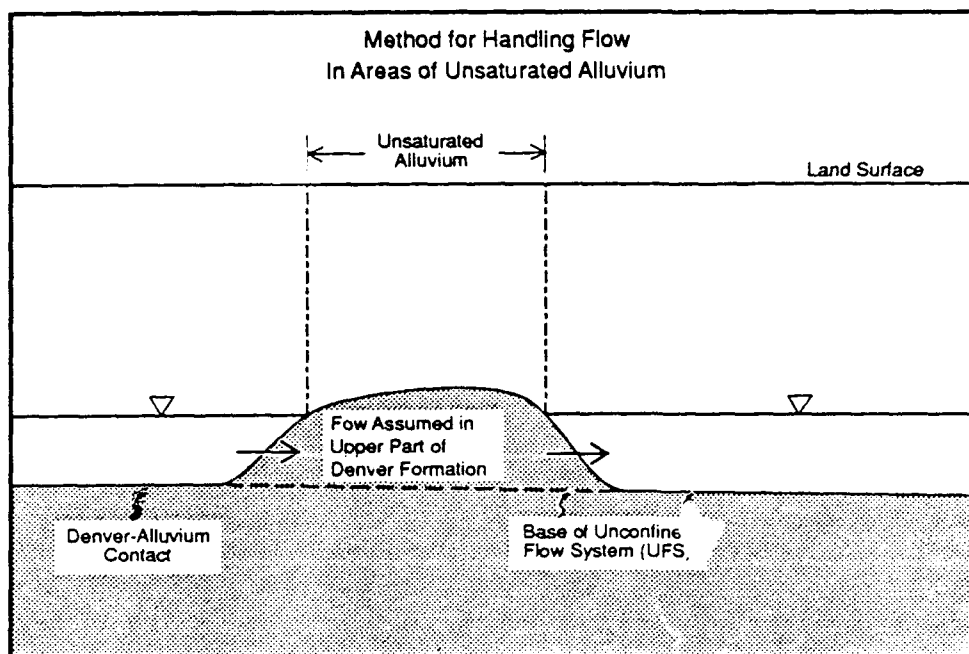 Method for Handling Flow
In Areas of Unsaturated Alluvium
Unsaturated
Alluvium
Land Surface
Fow Assumed in
Upper Part of
Denver Formation
Denver-Alluvium
Contact
Base of Unconfine
Flow System (UFS,